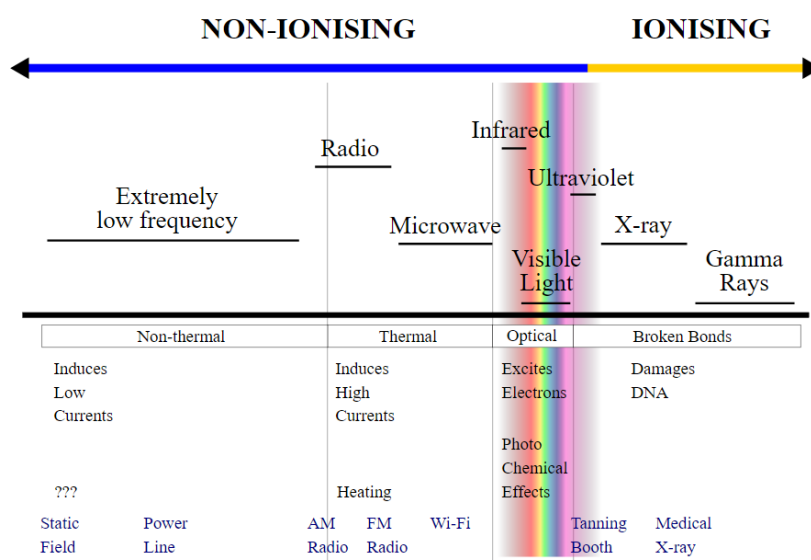 NON-IONISING IONISING
Infrared
Radio
Ultraviolet
Extremely
low frequency
Microwave
X-ray
Visible
Light
Gamma
Rays
Non-thermal Thermal Optical Broken Bonds
Induces Induces Excites Damages
Low High Electrons DNA
Currents Currents
Photo
Chemical
??? Heating Effects
Static Power AM FM Wi-Fi Tanning Medical
Field Line Radio Radio Booth X-ray